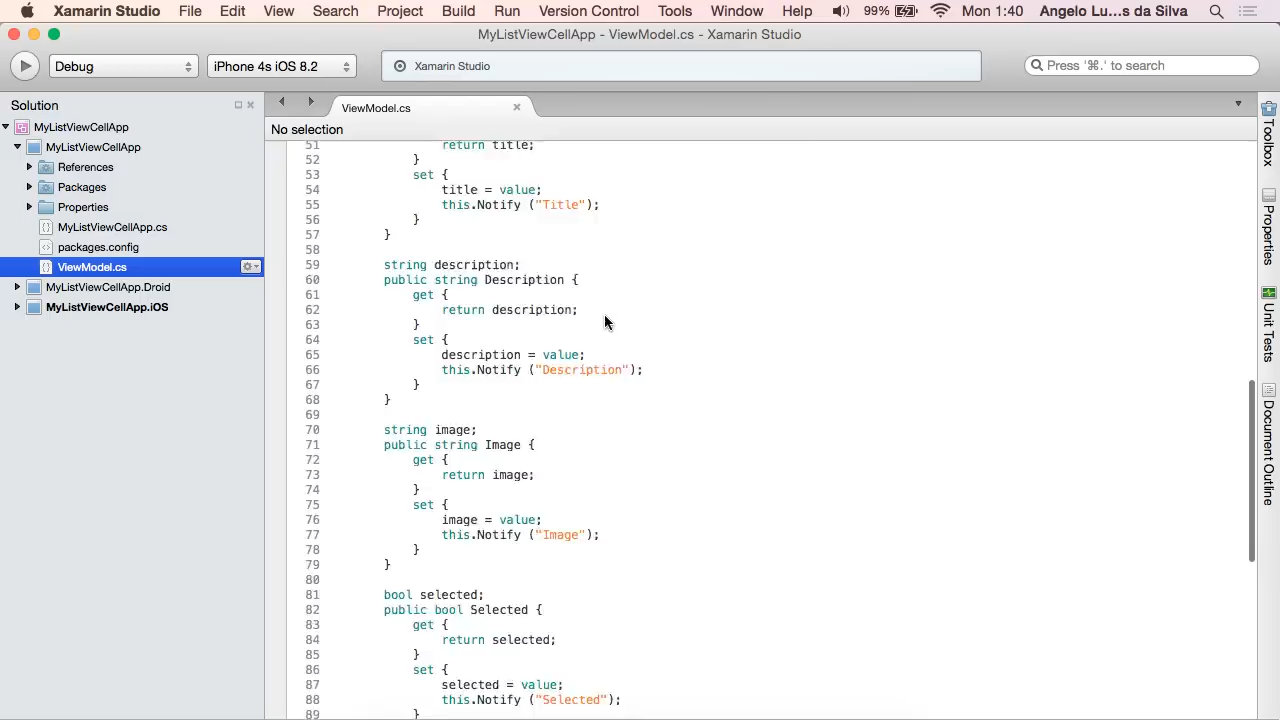 Xamarin Studio File Edit View Search Project Build Run Version Control Tools Window Help 99% Mon 1:40 Angelo Lu...s da Silva
MyListViewCellApp - ViewModel.cs - Xamarin Studio
Debug iPhone 4s iOS 8.2 Xamarin Studio Press '⌘.' to search
Solution
MyListViewCellApp
MyListViewCellApp
References
Packages
Properties
MyListViewCellApp.cs
packages.config
ViewModel.cs
MyListViewCellApp.Droid
MyListViewCellApp.iOS
ViewModel.cs
No selection
51 return title;
52 }
53 set {
54 title = value;
55 this.Notify ("Title");
56 }
57 }
58
59 string description;
60 public string Description {
61 get {
62 return description;
63 }
64 set {
65 description = value;
66 this.Notify ("Description");
67 }
68 }
69
70 string image;
71 public string Image {
72 get {
73 return image;
74 }
75 set {
76 image = value;
77 this.Notify ("Image");
78 }
79 }
80
81 bool selected;
82 public bool Selected {
83 get {
84 return selected;
85 }
86 set {
87 selected = value;
88 this.Notify ("Selected");
89 }
Toolbox
Properties
Unit Tests
Document Outline